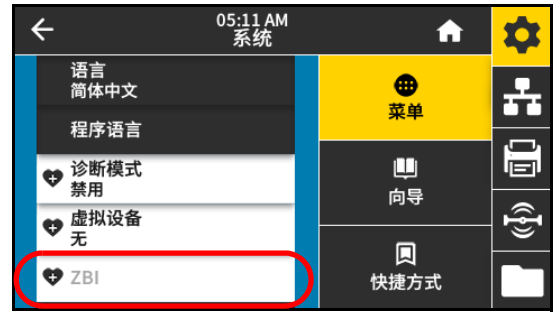 05:11 AM
系统
语言
简体中文
程序语言
诊断模式
禁用
虚拟设备
无
ZBI
菜单
向导
快捷方式